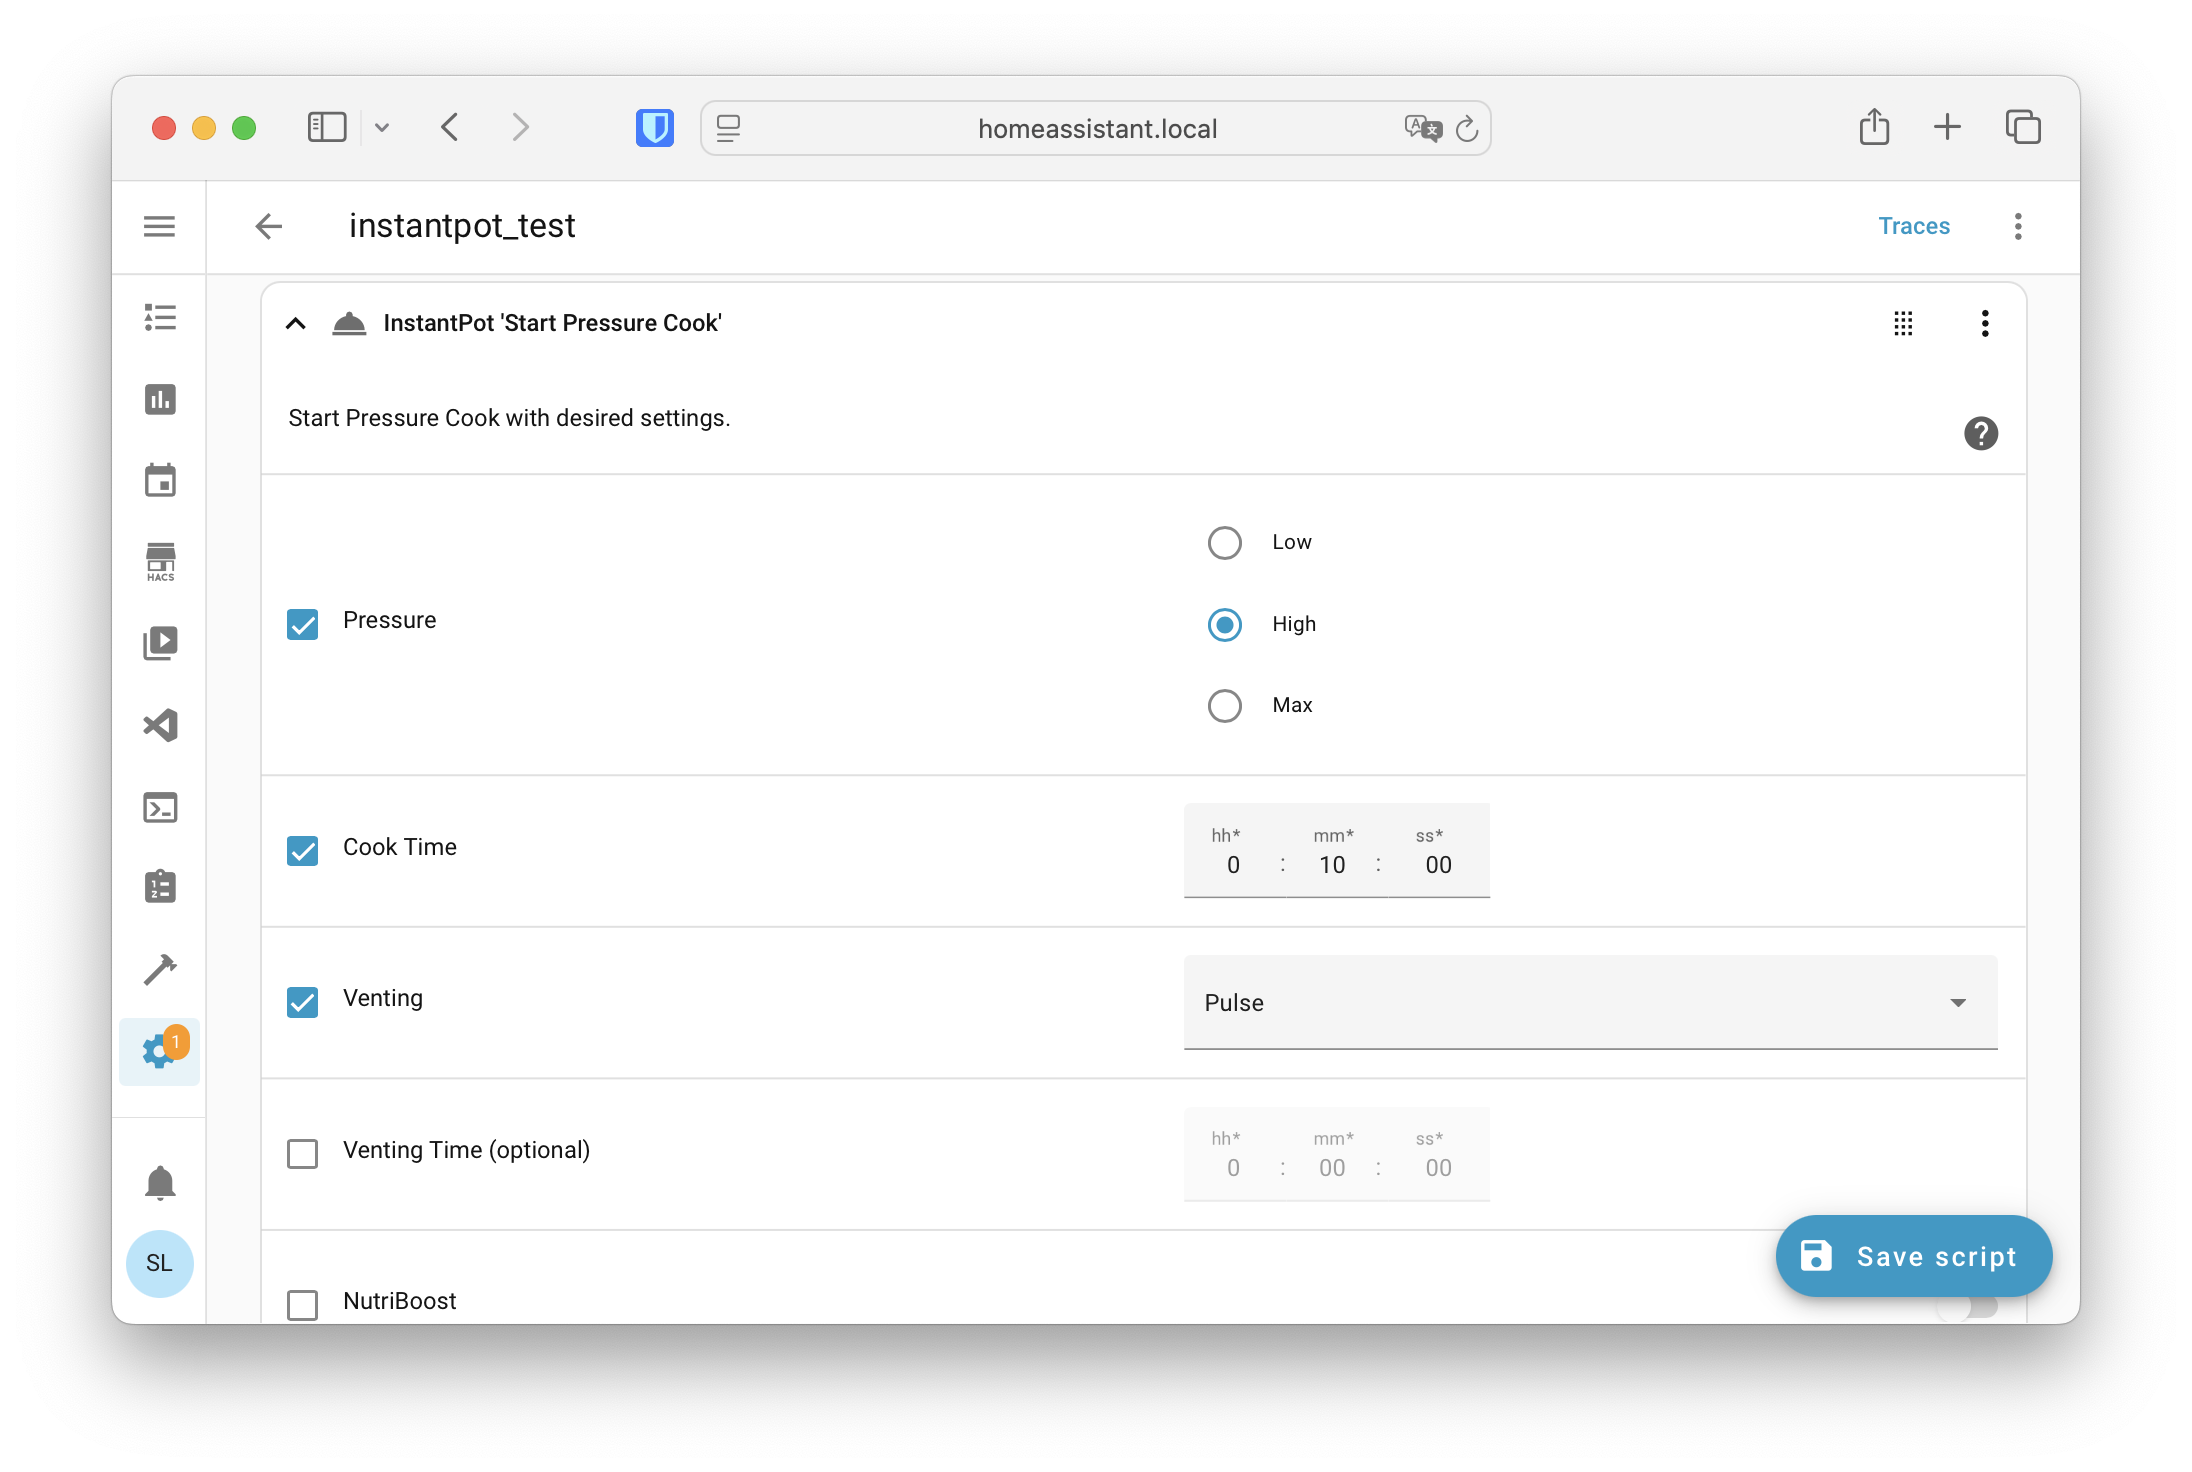 homeassistant.local
instantpot_test
Traces
InstantPot 'Start Pressure Cook'
Start Pressure Cook with desired settings.
Low
Pressure
High
Max
Cook Time
hh* mm* ss*
0 : 10 : 00
Venting
Pulse
Venting Time (optional)
hh* mm* ss*
0 : 00 : 00
NutriBoost
Save script
HACS
1
SL